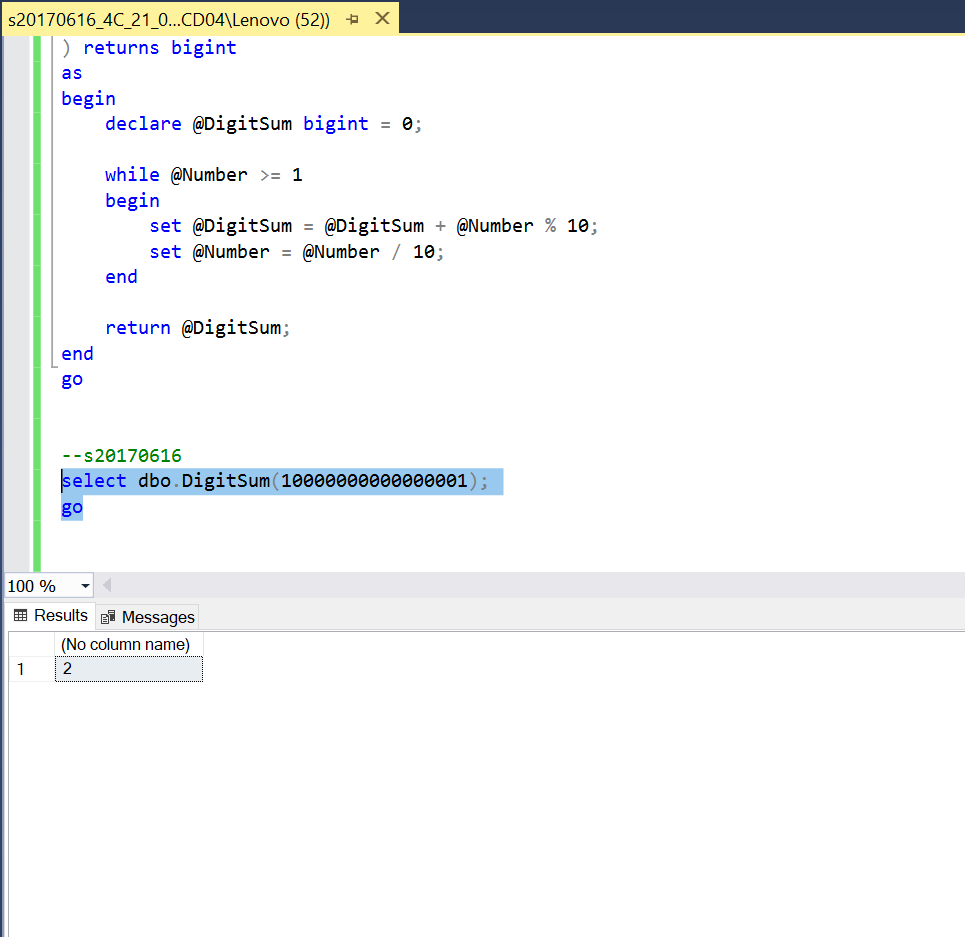 s20170616_4C_21_0...CD04\Lenovo (52))
) returns bigint
as
begin
declare @DigitSum bigint = 0;
while @Number >= 1
begin
set @DigitSum = @DigitSum + @Number % 10;
set @Number = @Number / 10;
end
return @DigitSum;
end
go
--s20170616
select dbo.DigitSum(10000000000000001);
go
100 %
Results Messages
(No column name)
1 2